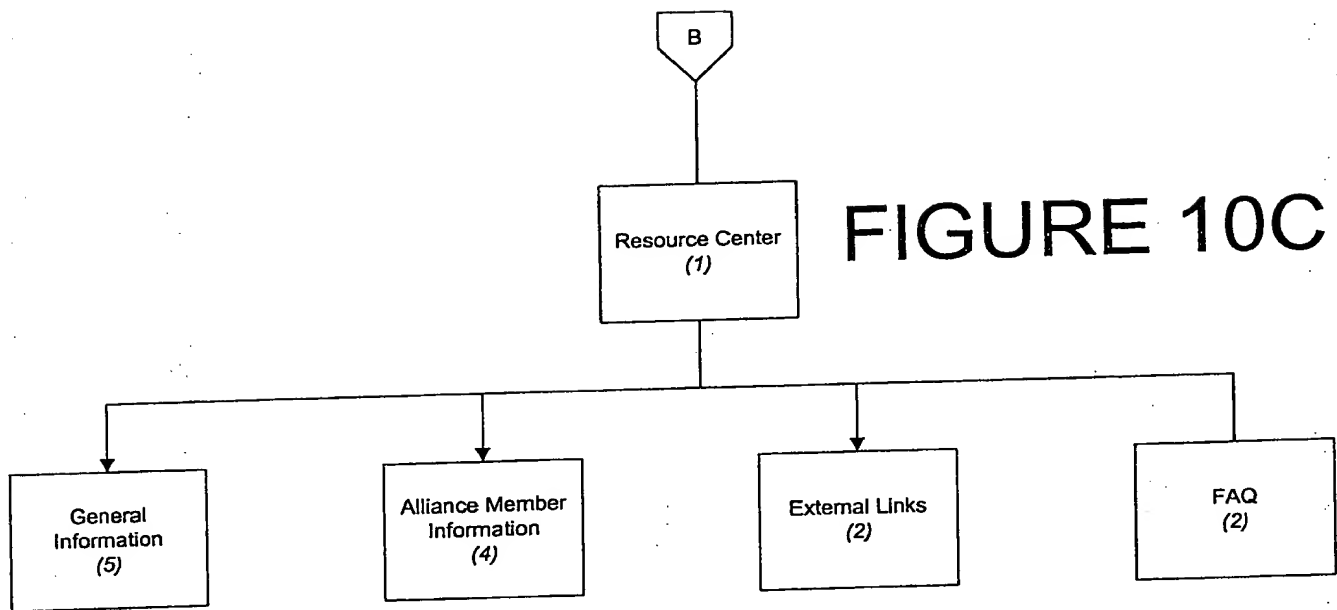 B
Resource Center
(1)
FIGURE 10C
General
Information
(5)
Alliance Member
Information
(4)
External Links
(2)
FAQ
(2)